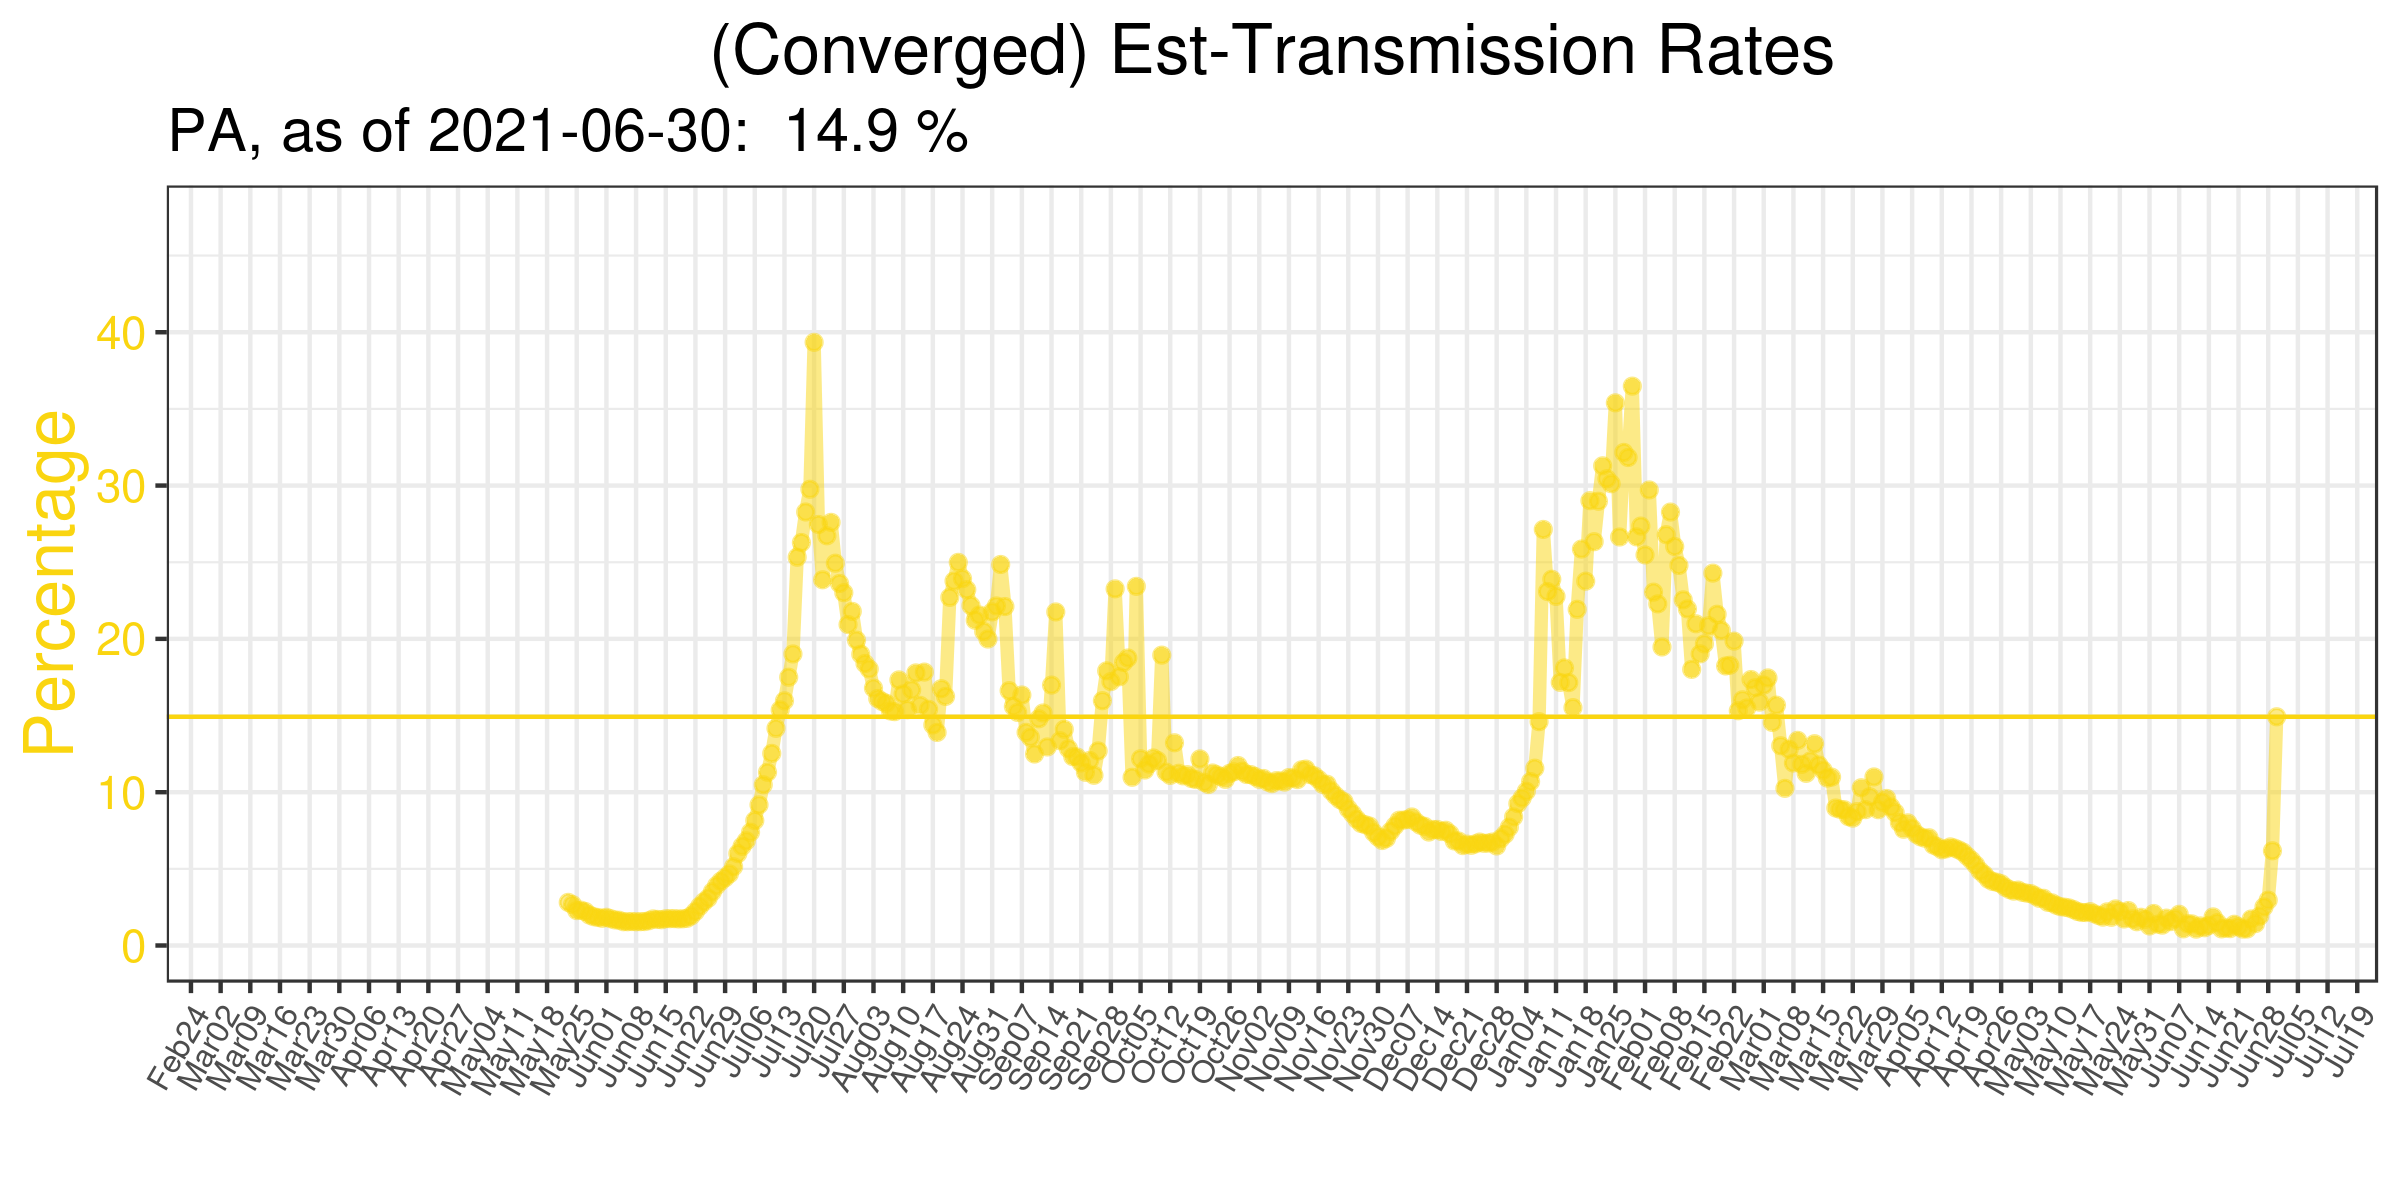 (Converged) Est-Transmission Rates
PA, as of 2021-06-30:  14.9 %
Percentage
40
30
20
10
0
Feb24
Mar02
Mar09
Mar16
Mar23
Mar30
Apr06
Apr13
Apr20
Apr27
May04
May11
May18
May25
Jun01
Jun08
Jun15
Jun22
Jun29
Jul06
Jul13
Jul20
Jul27
Aug03
Aug10
Aug17
Aug24
Aug31
Sep07
Sep14
Sep21
Sep28
Oct05
Oct12
Oct19
Oct26
Nov02
Nov09
Nov16
Nov23
Nov30
Dec07
Dec14
Dec21
Dec28
Jan04
Jan11
Jan18
Jan25
Feb01
Feb08
Feb15
Feb22
Mar01
Mar08
Mar15
Mar22
Mar29
Apr05
Apr12
Apr19
Apr26
May03
May10
May17
May24
May31
Jun07
Jun14
Jun21
Jun28
Jul05
Jul12
Jul19